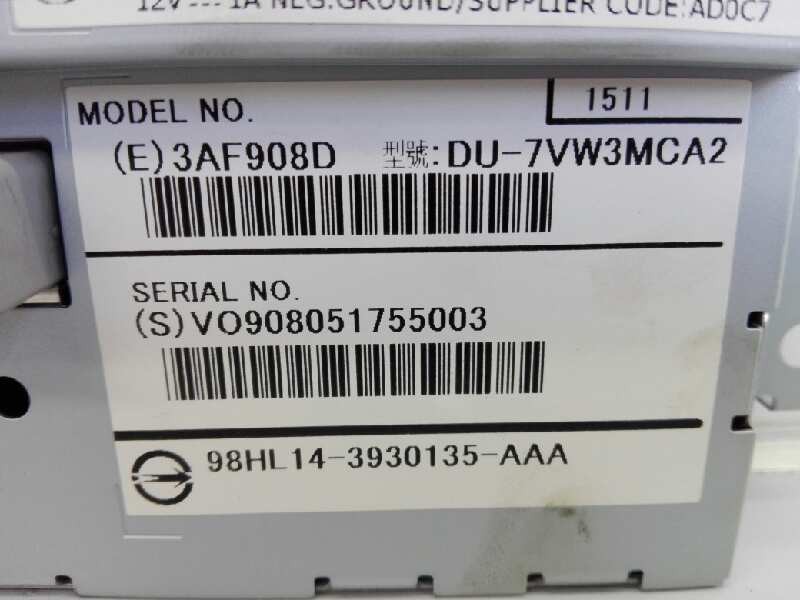 12V --- 1A NEG.GROUND/SUPPLIER CODE:AD0C7
MODEL NO.
1511
(E)3AF908D 型號:DU-7VW3MCA2
SERIAL NO.
(S)VO908051755003
98HL14-3930135-AAA